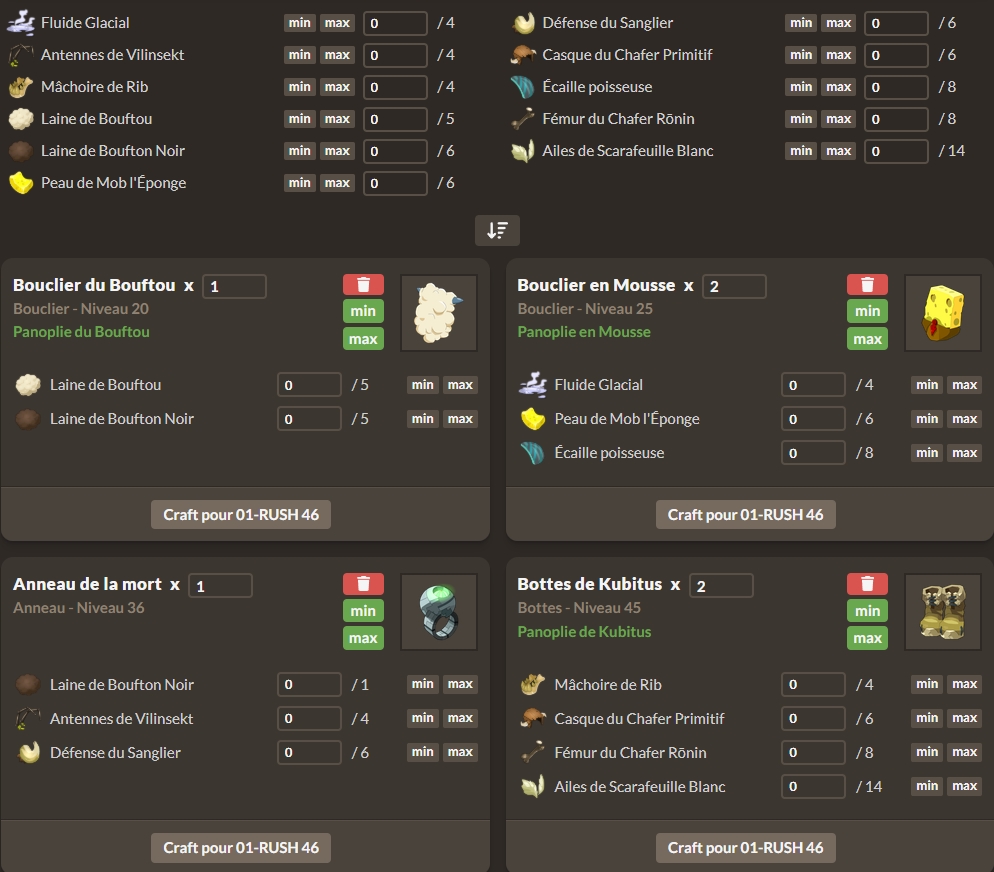 Fluide Glacial min max 0 / 4
Antennes de Vilinsekt min max 0 / 4
Mâchoire de Rib min max 0 / 4
Laine de Bouftou min max 0 / 5
Laine de Boufton Noir min max 0 / 6
Peau de Mob l'Éponge min max 0 / 6
Défense du Sanglier min max 0 / 6
Casque du Chafer Primitif min max 0 / 6
Écaille poisseuse min max 0 / 8
Fémur du Chafer Rōnin min max 0 / 8
Ailes de Scarafeuille Blanc min max 0 / 14
Bouclier du Bouftou x 1
Bouclier - Niveau 20
Panoplie du Bouftou
min
max
Laine de Bouftou 0 / 5 min max
Laine de Boufton Noir 0 / 5 min max
Craft pour 01-RUSH 46
Bouclier en Mousse x 2
Bouclier - Niveau 25
Panoplie en Mousse
min
max
Fluide Glacial 0 / 4 min max
Peau de Mob l'Éponge 0 / 6 min max
Écaille poisseuse 0 / 8 min max
Craft pour 01-RUSH 46
Anneau de la mort x 1
Anneau - Niveau 36
min
max
Laine de Boufton Noir 0 / 1 min max
Antennes de Vilinsekt 0 / 4 min max
Défense du Sanglier 0 / 6 min max
Craft pour 01-RUSH 46
Bottes de Kubitus x 2
Bottes - Niveau 45
Panoplie de Kubitus
min
max
Mâchoire de Rib 0 / 4 min max
Casque du Chafer Primitif 0 / 6 min max
Fémur du Chafer Rōnin 0 / 8 min max
Ailes de Scarafeuille Blanc 0 / 14 min max
Craft pour 01-RUSH 46